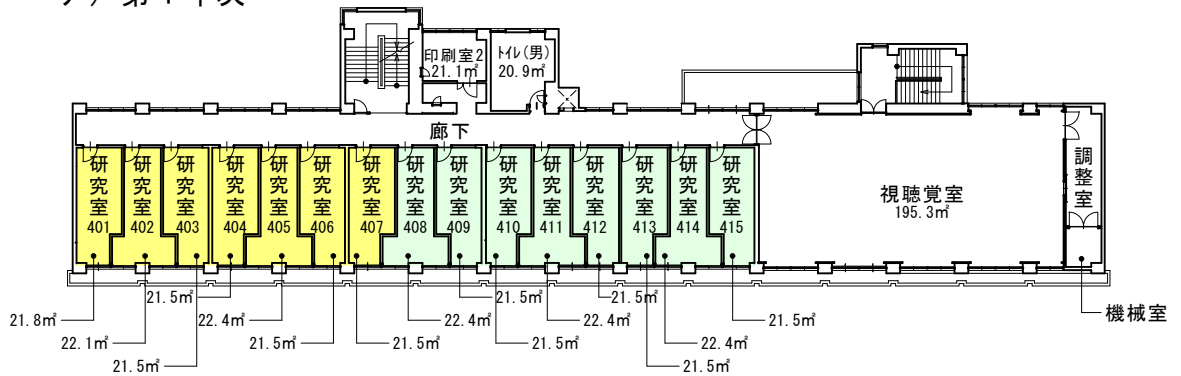 印刷室2
21.1㎡
ﾄｲﾚ(男)
20.9㎡
廊下
研究室
401
研究室
402
研究室
403
研究室
404
研究室
405
研究室
406
研究室
407
研究室
408
研究室
409
研究室
410
研究室
411
研究室
412
研究室
413
研究室
414
研究室
415
視聴覚室
195.3㎡
調整室
機械室
21.8㎡
22.1㎡
21.5㎡
21.5㎡
22.4㎡
21.5㎡
21.5㎡
22.4㎡
21.5㎡
21.5㎡
22.4㎡
21.5㎡
21.5㎡
22.4㎡
21.5㎡